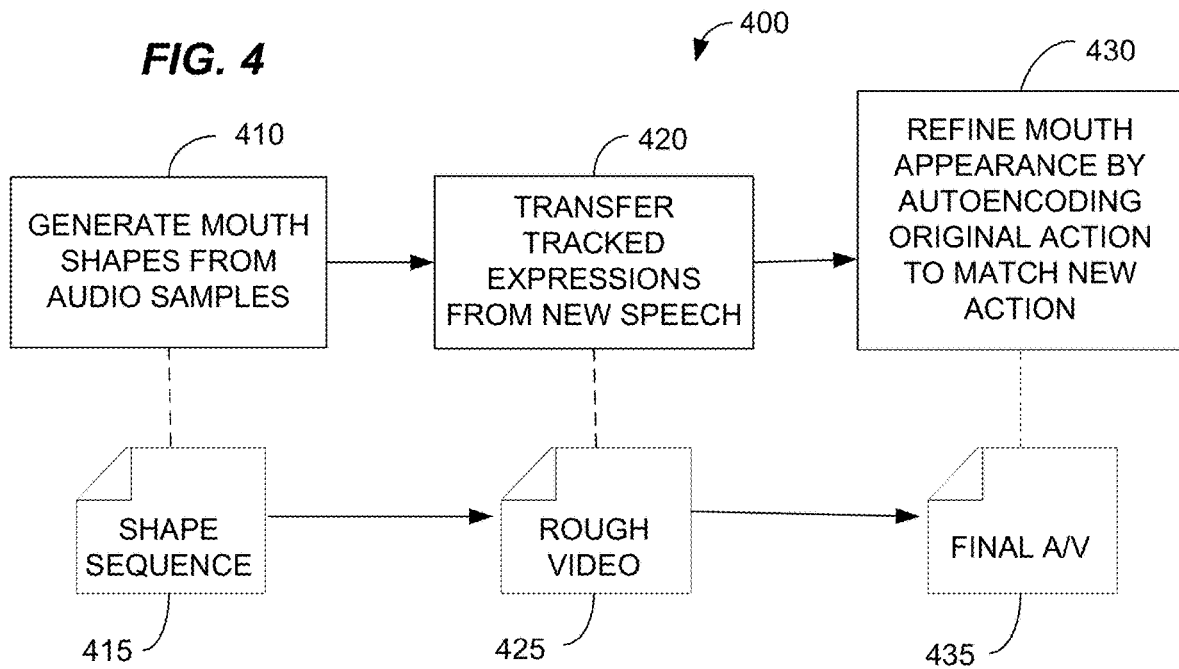 FIG. 4
400
410
GENERATE MOUTH
SHAPES FROM
AUDIO SAMPLES
420
TRANSFER
TRACKED
EXPRESSIONS
FROM NEW SPEECH
430
REFINE MOUTH
APPEARANCE BY
AUTOENCODING
ORIGINAL ACTION
TO MATCH NEW
ACTION
SHAPE
SEQUENCE
415
ROUGH
VIDEO
425
FINAL A/V
435